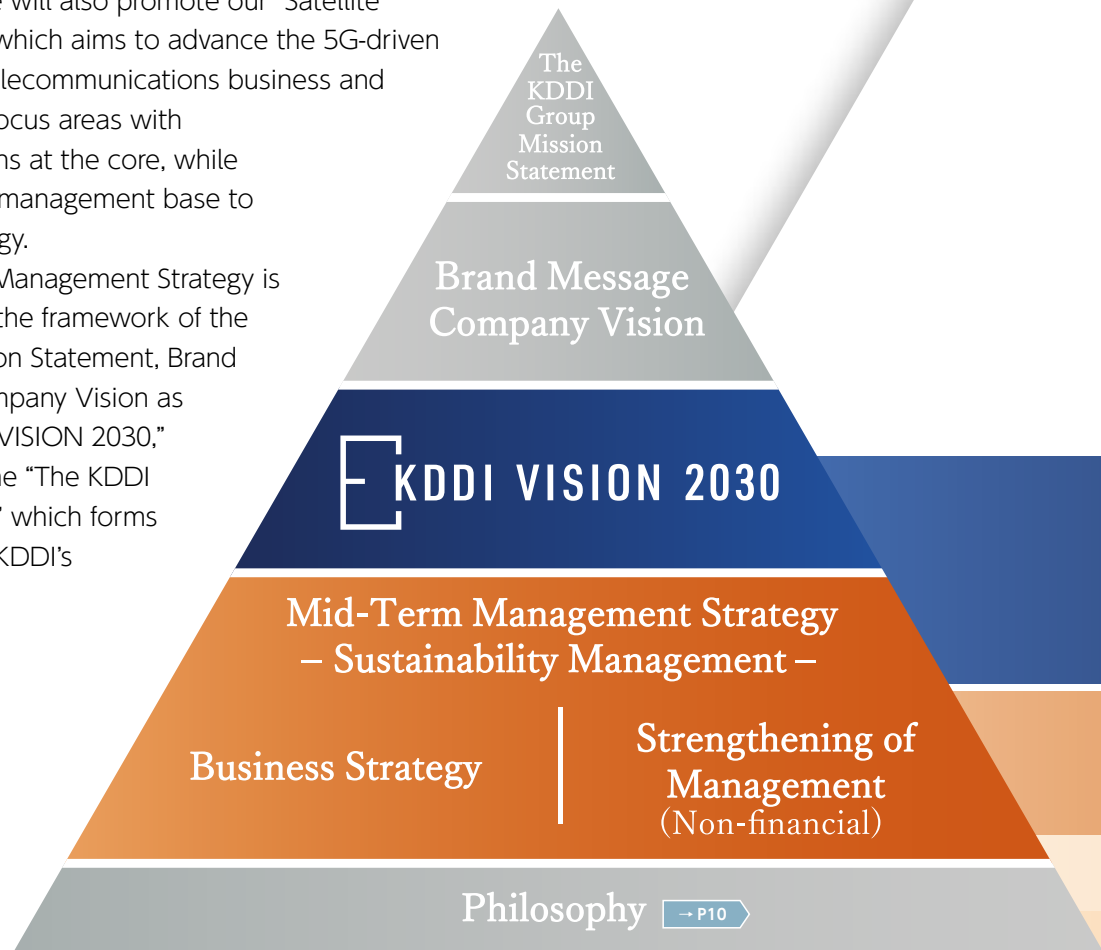 will also promote our “Satellite
which aims to advance the 5G-driven
lecommunications business and
ocus areas with
ns at the core, while
management base to
gy.
Management Strategy is
the framework of the
on Statement, Brand
mpany Vision as
VISION 2030,”
ne “The KDDI
” which forms
KDDI’s
The
KDDI
Group
Mission
Statement
Brand Message
Company Vision
KDDI VISION 2030
Mid-Term Management Strategy
– Sustainability Management –
Business Strategy
Strengthening of
Management
(Non-financial)
Philosophy → P10